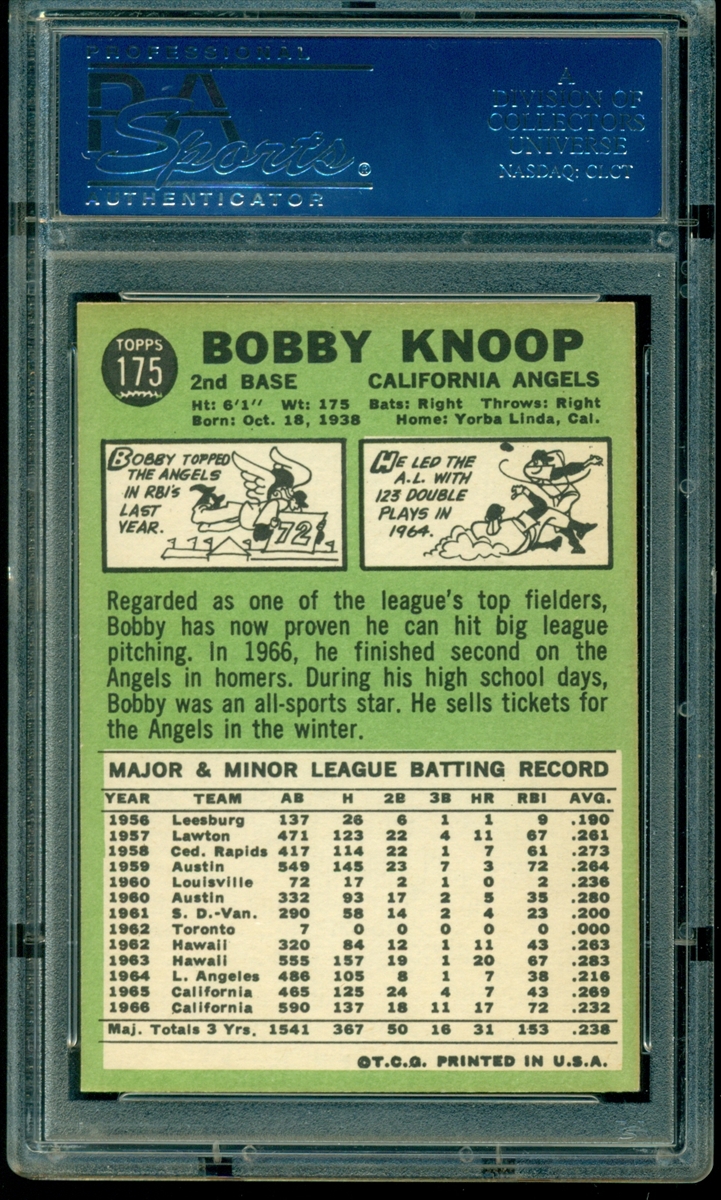 PROFESSIONAL
PSA
Sports®
AUTHENTICATOR
A
DIVISION OF
COLLECTORS
UNIVERSE
NASDAQ: CLCT
TOPPS
175
BOBBY KNOOP
2nd BASE CALIFORNIA ANGELS
Ht: 6'1" Wt: 175 Bats: Right Throws: Right
Born: Oct. 18, 1938 Home: Yorba Linda, Cal.
BOBBY TOPPED
THE ANGELS
IN RBI's
LAST
YEAR.
72
HE LED THE
A.L. WITH
123 DOUBLE
PLAYS IN
1964.
Regarded as one of the league's top fielders,
Bobby has now proven he can hit big league
pitching. In 1966, he finished second on the
Angels in homers. During his high school days,
Bobby was an all-sports star. He sells tickets for
the Angels in the winter.
MAJOR & MINOR LEAGUE BATTING RECORD
YEAR TEAM AB H 2B 3B HR RBI AVG.
1956 Leesburg 137 26 6 1 1 9 .190
1957 Lawton 471 123 22 4 11 67 .261
1958 Ced. Rapids 417 114 22 1 7 61 .273
1959 Austin 549 145 23 7 3 72 .264
1960 Louisville 72 17 2 1 0 2 .236
1960 Austin 332 93 17 2 5 35 .280
1961 S. D.-Van. 290 58 14 2 4 23 .200
1962 Toronto 7 0 0 0 0 0 .000
1962 Hawaii 320 84 12 1 11 43 .263
1963 Hawaii 555 157 19 1 20 67 .283
1964 L. Angeles 486 105 8 1 7 38 .216
1965 California 465 125 24 4 7 43 .269
1966 California 590 137 18 11 17 72 .232
Maj. Totals 3 Yrs. 1541 367 50 16 31 153 .238
©T.C.G. PRINTED IN U.S.A.